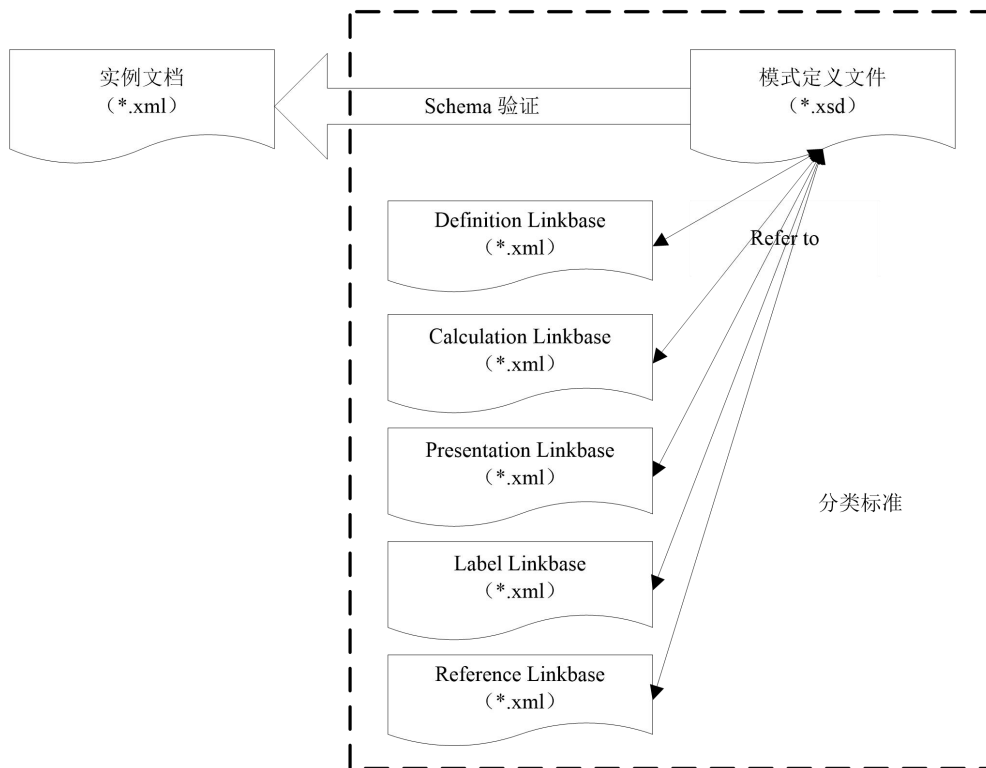 实例文档
（*.xml）
Schema 验证
模式定义文件
（*.xsd）
Definition Linkbase
（*.xml）
Refer to
Calculation Linkbase
（*.xml）
Presentation Linkbase
（*.xml）
分类标准
Label Linkbase
（*.xml）
Reference Linkbase
（*.xml）